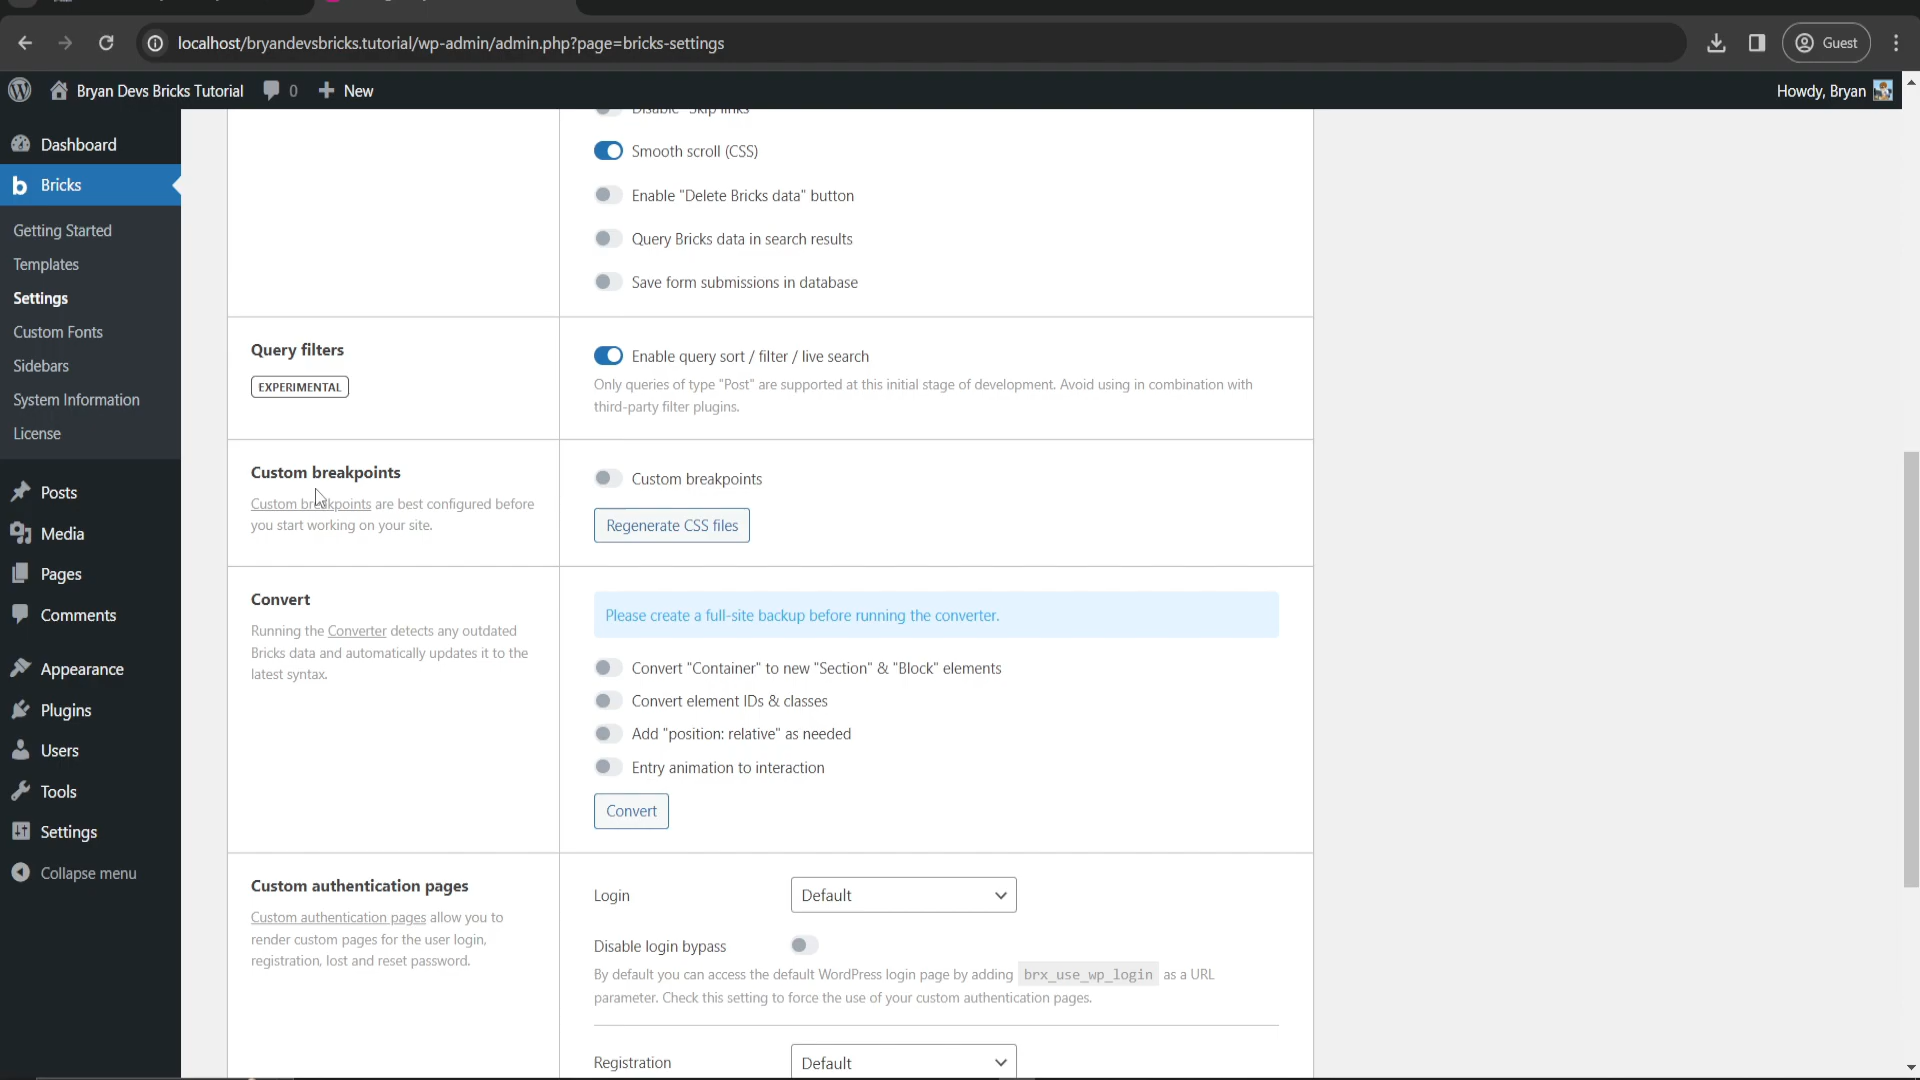 localhost/bryandevsbricks.tutorial/wp-admin/admin.php?page=bricks-settings
Guest
Bryan Devs Bricks Tutorial
0
New
Howdy, Bryan
Dashboard
Bricks
Getting Started
Templates
Settings
Custom Fonts
Sidebars
System Information
License
Posts
Media
Pages
Comments
Appearance
Plugins
Users
Tools
Settings
Collapse menu
Disable "Skip links"
Smooth scroll (CSS)
Enable "Delete Bricks data" button
Query Bricks data in search results
Save form submissions in database
Query filters
EXPERIMENTAL
Enable query sort / filter / live search
Only queries of type "Post" are supported at this initial stage of development. Avoid using in combination with
third-party filter plugins.
Custom breakpoints
Custom breakpoints are best configured before
you start working on your site.
Custom breakpoints
Regenerate CSS files
Convert
Running the Converter detects any outdated
Bricks data and automatically updates it to the
latest syntax.
Please create a full-site backup before running the converter.
Convert "Container" to new "Section" & "Block" elements
Convert element IDs & classes
Add "position: relative" as needed
Entry animation to interaction
Convert
Custom authentication pages
Custom authentication pages allow you to
render custom pages for the user login,
registration, lost and reset password.
Login
Default
Disable login bypass
By default you can access the default WordPress login page by adding brx_use_wp_login as a URL
parameter. Check this setting to force the use of your custom authentication pages.
Registration
Default